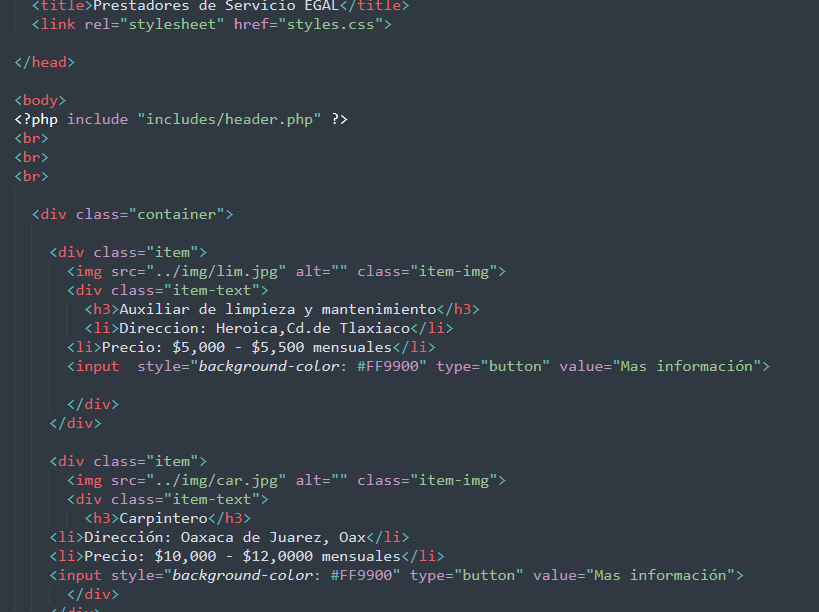 <title>Prestadores de Servicio EGAL</title>
<link rel="stylesheet" href="styles.css">
</head>
<body>
<?php include "includes/header.php" ?>
<br>
<br>
<br>
<div class="container">
<div class="item">
<img src="../img/lim.jpg" alt="" class="item-img">
<div class="item-text">
<h3>Auxiliar de limpieza y mantenimiento</h3>
<li>Direccion: Heroica,Cd.de Tlaxiaco</li>
<li>Precio: $5,000 - $5,500 mensuales</li>
<input  style="background-color: #FF9900" type="button" value="Mas información">
</div>
</div>
<div class="item">
<img src="../img/car.jpg" alt="" class="item-img">
<div class="item-text">
<h3>Carpintero</h3>
<li>Dirección: Oaxaca de Juarez, Oax</li>
<li>Precio: $10,000 - $12,0000 mensuales</li>
<input style="background-color: #FF9900" type="button" value="Mas información">
</div>
</div>